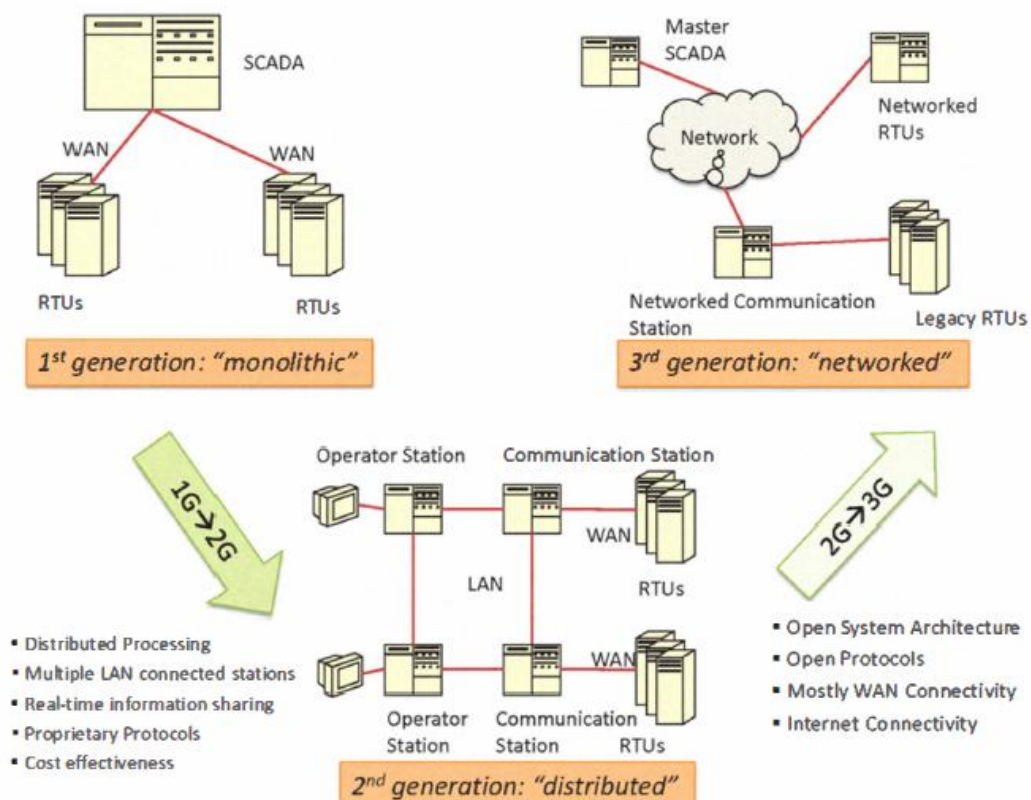 SCADA
WAN
WAN
RTUs
RTUs
1st generation: “monolithic”
Master
SCADA
Network
Networked
RTUs
Networked Communication
Station
Legacy RTUs
3rd generation: “networked”
1G→2G
▪ Distributed Processing
▪ Multiple LAN connected stations
▪ Real-time information sharing
▪ Proprietary Protocols
▪ Cost effectiveness
Operator Station
Communication Station
WAN
RTUs
LAN
WAN
Operator
Station
Communication
Station
RTUs
2nd generation: “distributed”
2G→3G
▪ Open System Architecture
▪ Open Protocols
▪ Mostly WAN Connectivity
▪ Internet Connectivity